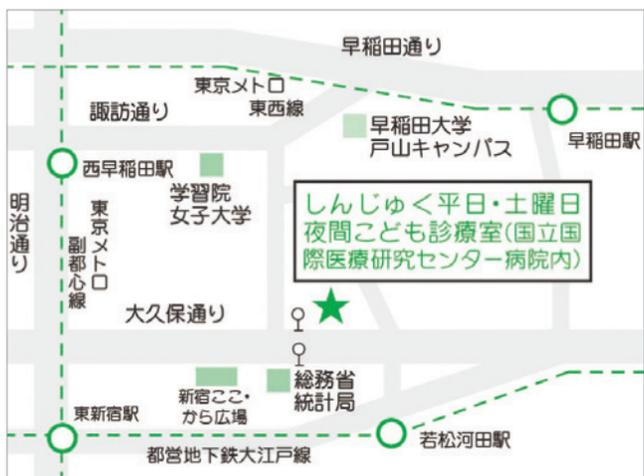 早稲田通り
東京メトロ
東西線
諏訪通り
早稲田大学
戸山キャンパス
早稲田駅
西早稲田駅
学習院
女子大学
明治通り
東京メトロ
副都心線
しんじゅく平日・土曜日
夜間こども診療室(国立国
際医療研究センター病院内)
大久保通り
新宿ここ・
から広場
総務省
統計局
東新宿駅
若松河田駅
都営地下鉄大江戸線